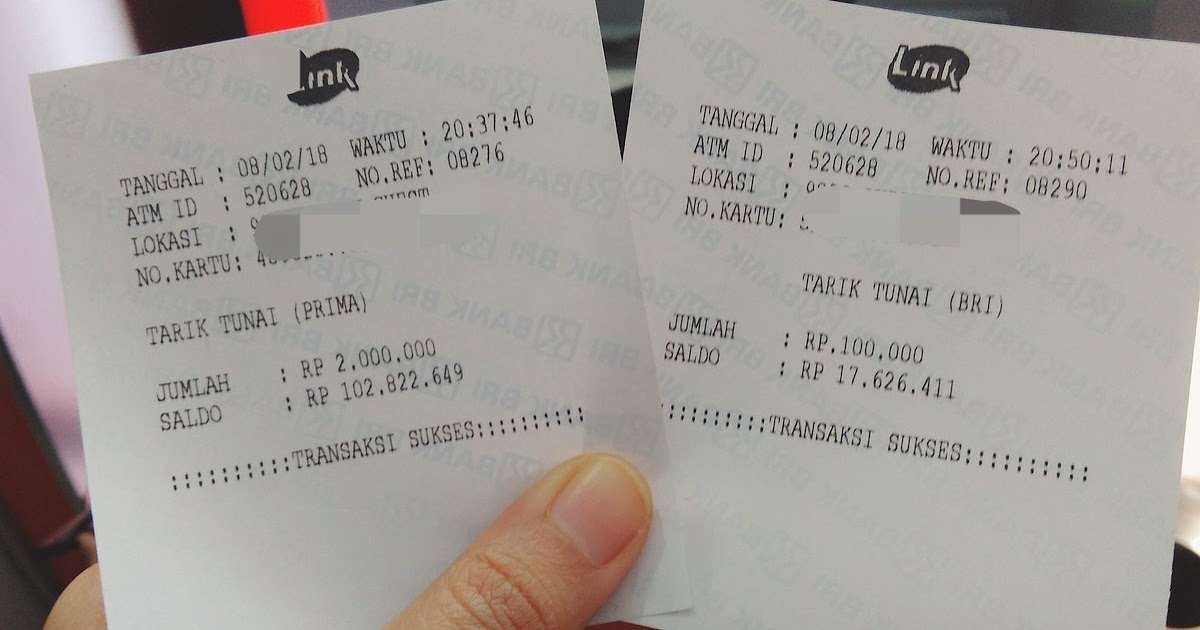 Link
TANGGAL : 08/02/18 WAKTU : 20:37:46
ATM ID : 520628 NO.REF: 08276
LOKASI :
NO.KARTU:
TARIK TUNAI (PRIMA)
JUMLAH : RP 2.000.000
SALDO : RP 102.822.649
::::::::::TRANSAKSI SUKSES::::::::::
Link
TANGGAL : 08/02/18 WAKTU : 20:50:11
ATM ID : 520628 NO.REF: 08290
LOKASI :
NO.KARTU:
TARIK TUNAI (BRI)
JUMLAH : RP.100.000
SALDO : RP 17.626.411
::::::::::TRANSAKSI SUKSES::::::::::